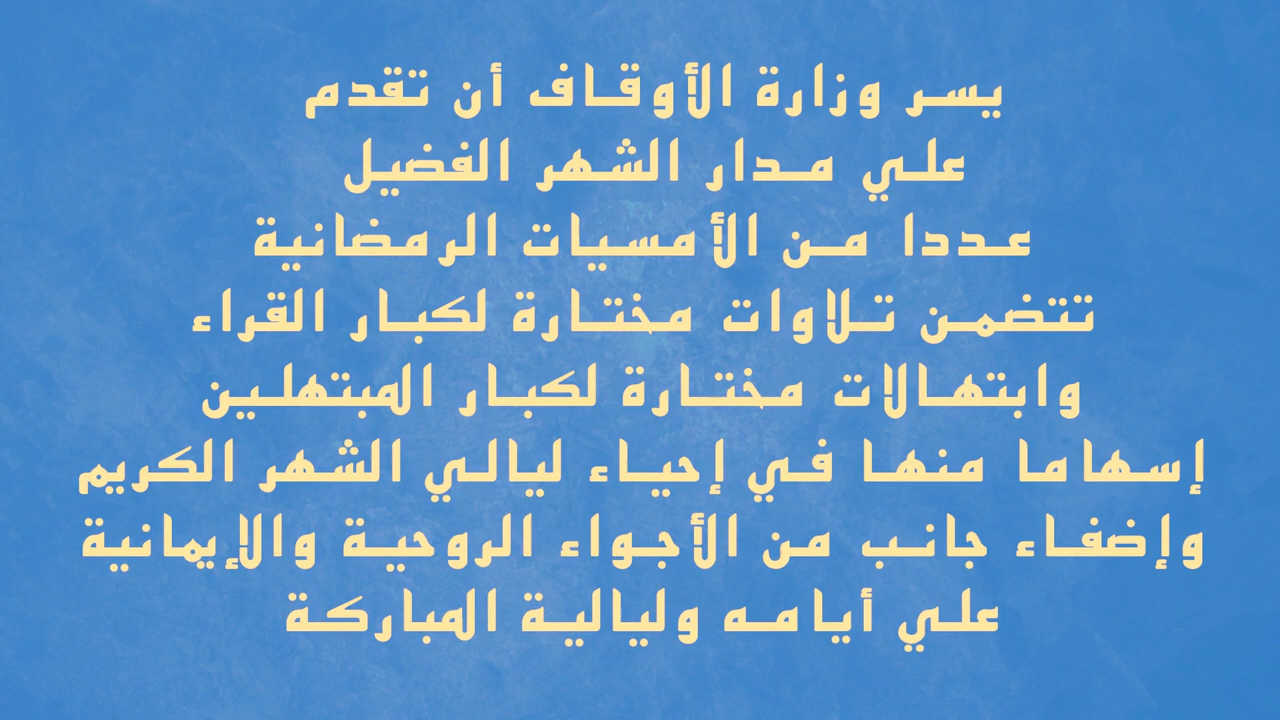 يسر وزارة الأوقاف أن تقدم
علي مدار الشهر الفضيل
عددا من الأمسيات الرمضانية
تتضمن تلاوات مختارة لكبار القراء
وابتهالات مختارة لكبار المبتهلين
إسهاما منها في إحياء ليالي الشهر الكريم
وإضفاء جانب من الأجواء الروحية والإيمانية
علي أيامه وليالية المباركة